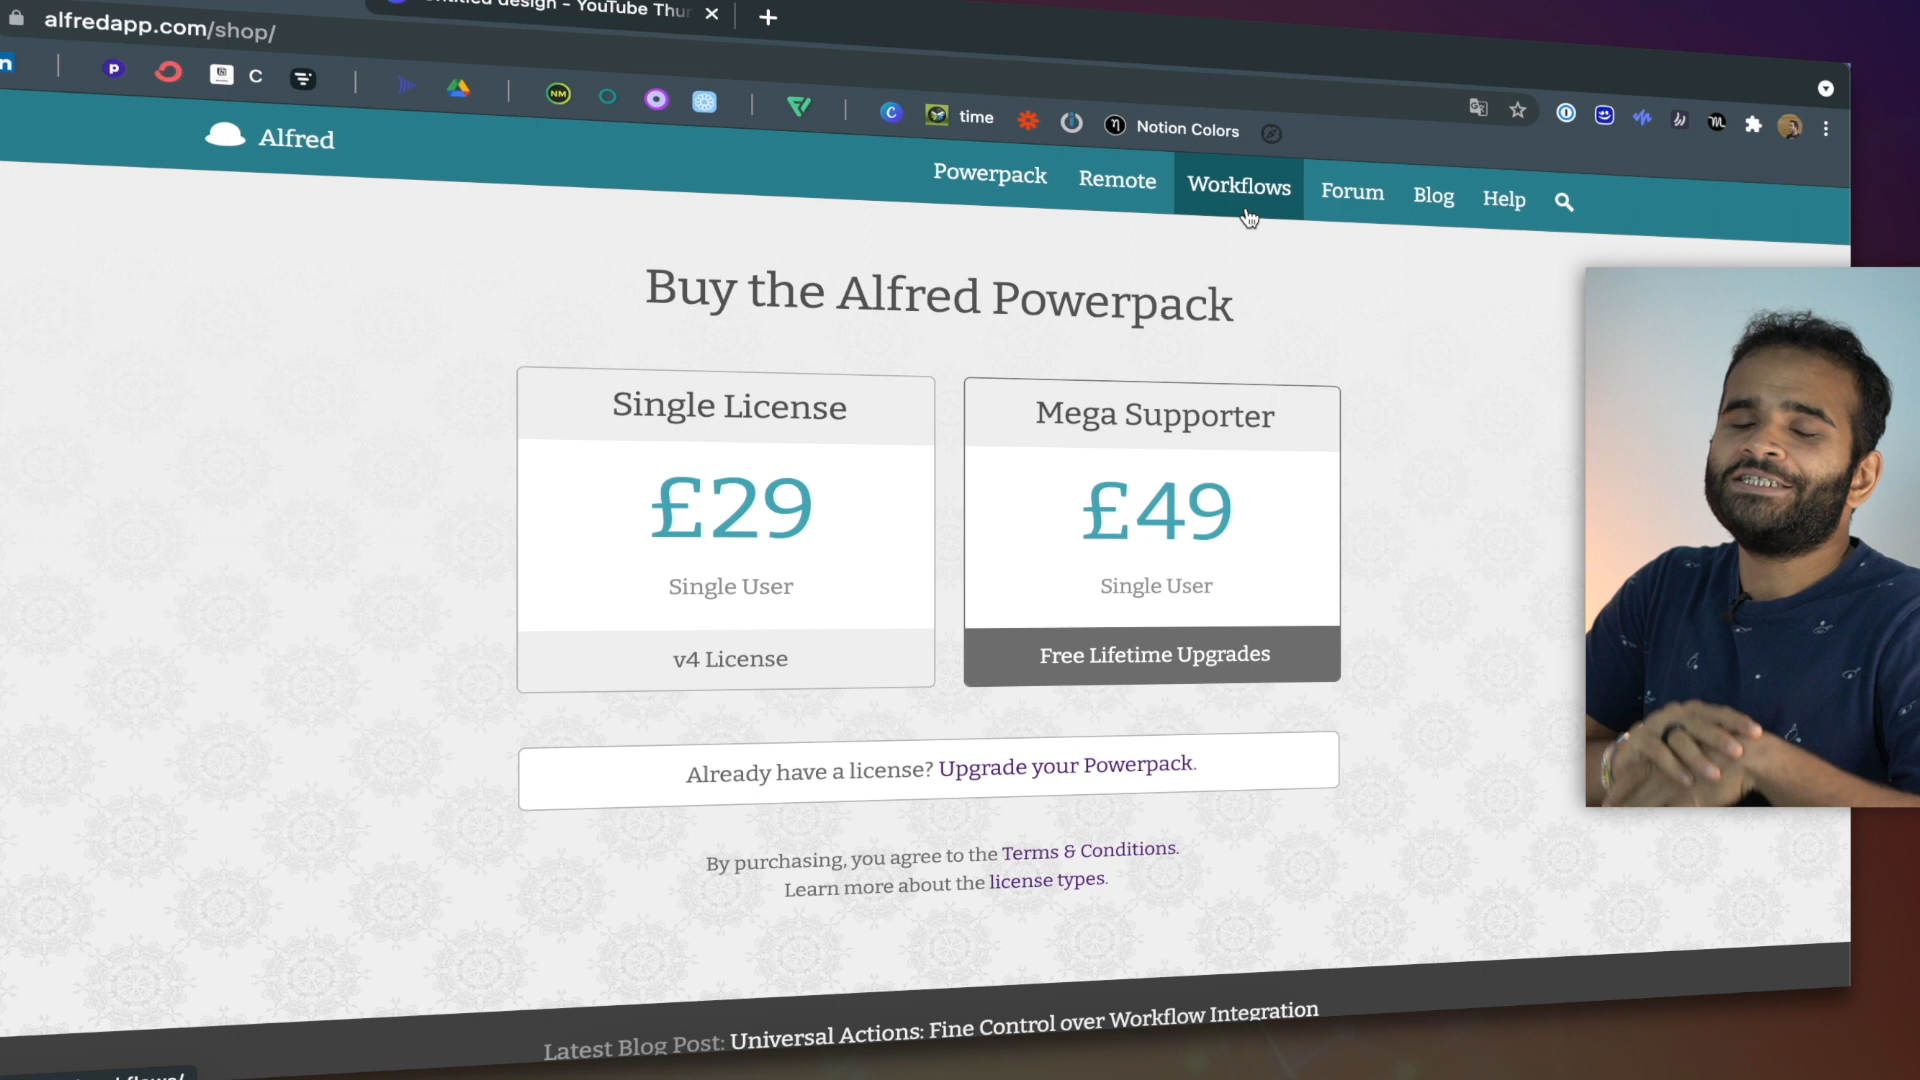 design - YouTube Thu
alfredapp.com/shop/
C
NM
C
time
Notion Colors
Alfred
Powerpack
Remote
Workflows
Forum
Blog
Help
Buy the Alfred Powerpack
Single License
£29
Single User
v4 License
Mega Supporter
£49
Single User
Free Lifetime Upgrades
Already have a license? Upgrade your Powerpack.
By purchasing, you agree to the Terms & Conditions.
Learn more about the license types.
Latest Blog Post: Universal Actions: Fine Control over Workflow Integration